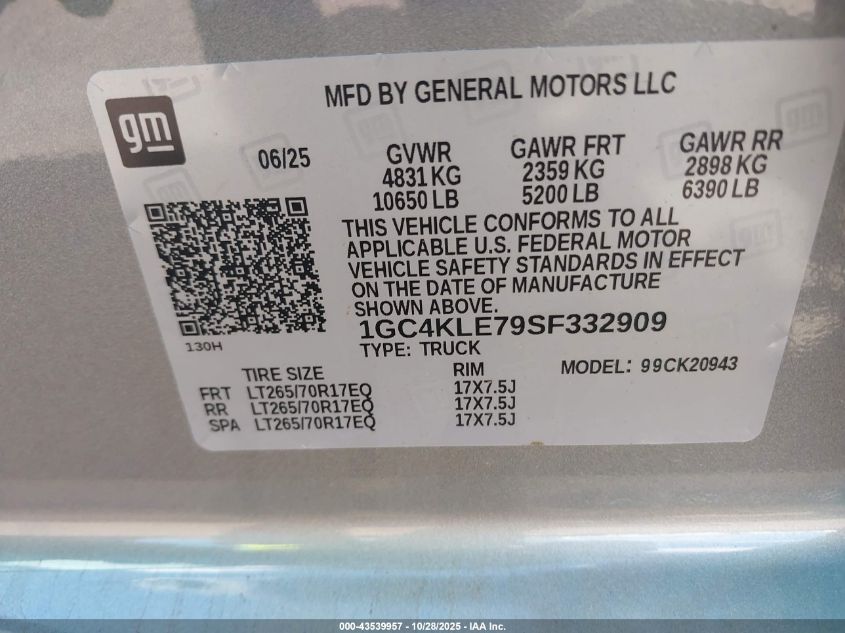 MFD BY GENERAL MOTORS LLC
gm
06/25
GVWR
4831 KG
10650 LB
GAWR FRT
2359 KG
5200 LB
GAWR RR
2898 KG
6390 LB
THIS VEHICLE CONFORMS TO ALL
APPLICABLE U.S. FEDERAL MOTOR
VEHICLE SAFETY STANDARDS IN EFFECT
ON THE DATE OF MANUFACTURE
SHOWN ABOVE.
1GC4KLE79SF332909
130H
TYPE: TRUCK
MODEL: 99CK20943
TIRE SIZE RIM
FRT LT265/70R17EQ 17X7.5J
RR LT265/70R17EQ 17X7.5J
SPA LT265/70R17EQ 17X7.5J
000-43539957 - 10/28/2025 - IAA Inc.